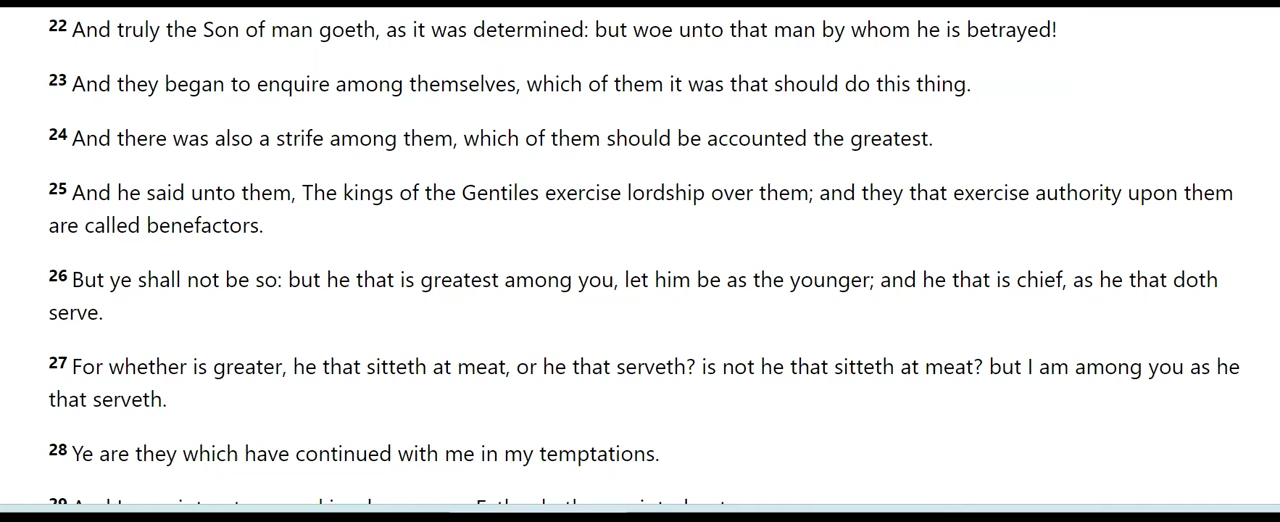 22 And truly the Son of man goeth, as it was determined: but woe unto that man by whom he is betrayed!
23 And they began to enquire among themselves, which of them it was that should do this thing.
24 And there was also a strife among them, which of them should be accounted the greatest.
25 And he said unto them, The kings of the Gentiles exercise lordship over them; and they that exercise authority upon them
are called benefactors.
26 But ye shall not be so: but he that is greatest among you, let him be as the younger; and he that is chief, as he that doth
serve.
27 For whether is greater, he that sitteth at meat, or he that serveth? is not he that sitteth at meat? but I am among you as he
that serveth.
28 Ye are they which have continued with me in my temptations.